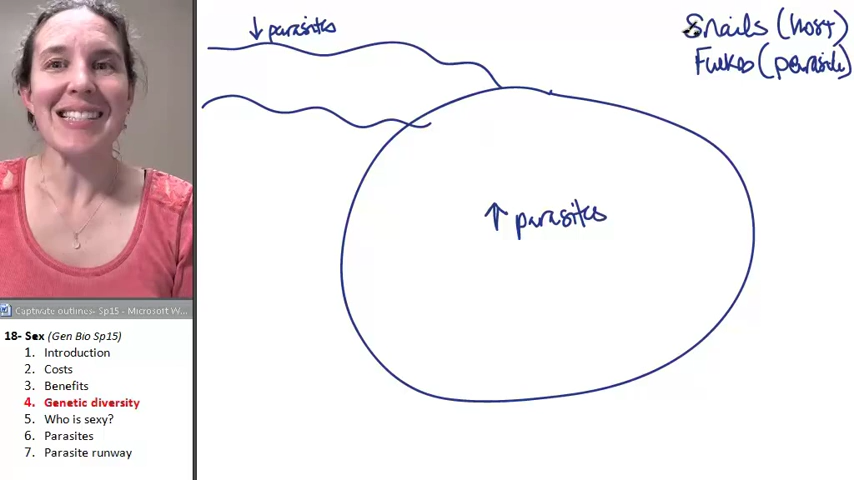 ↓ parasites
Snails (host)
Flukes (parasite)
↑ parasites
Captivate outlines- Sp15 - Microsoft W...
18- Sex (Gen Bio Sp15)
1. Introduction
2. Costs
3. Benefits
4. Genetic diversity
5. Who is sexy?
6. Parasites
7. Parasite runway